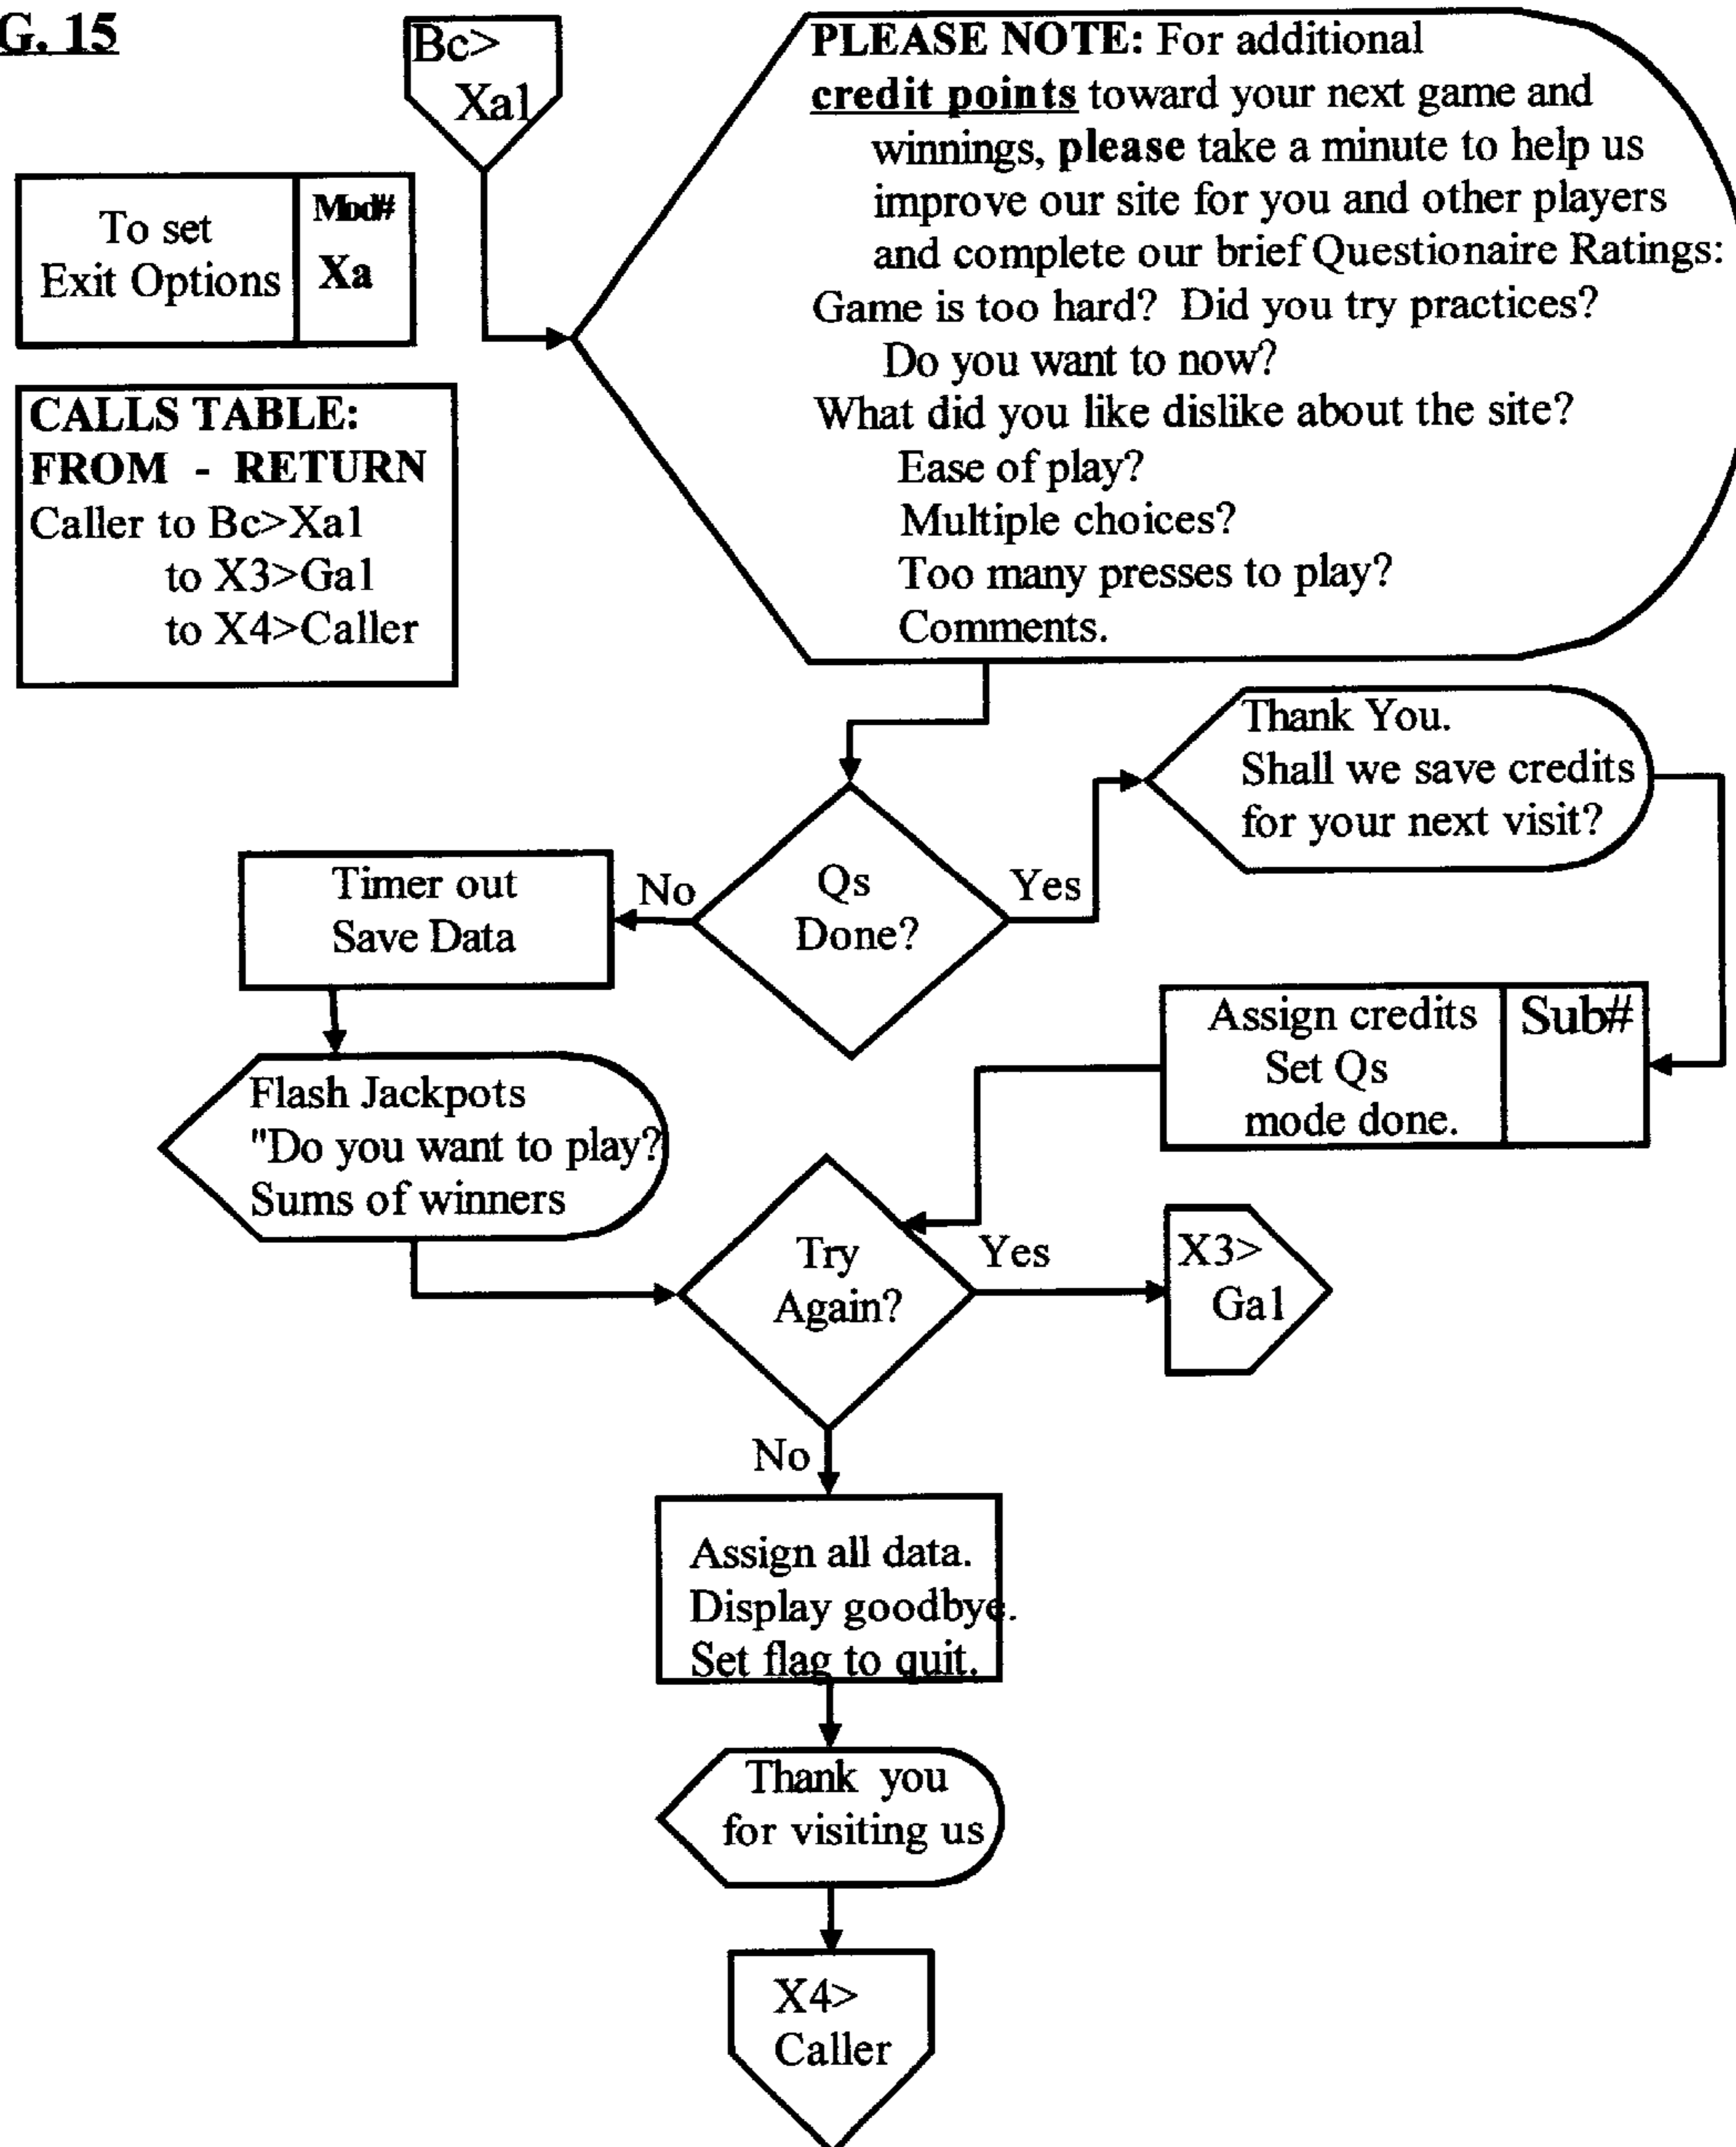 G. 15
Bc>
Xa1
To set
Exit Options
Mod#
Xa
CALLS TABLE:
FROM - RETURN
Caller to Bc>Xa1
to X3>Ga1
to X4>Caller
PLEASE NOTE: For additional
credit points toward your next game and
winnings, please take a minute to help us
improve our site for you and other players
and complete our brief Questionaire Ratings:
Game is too hard? Did you try practices?
Do you want to now?
What did you like dislike about the site?
Ease of play?
Multiple choices?
Too many presses to play?
Comments.
Qs
Done?
No
Yes
Thank You.
Shall we save credits
for your next visit?
Timer out
Save Data
Assign credits
Set Qs
mode done.
Sub#
Flash Jackpots
"Do you want to play?
Sums of winners
Try
Again?
Yes
X3>
Ga1
No
Assign all data.
Display goodbye.
Set flag to quit.
Thank you
for visiting us
X4>
Caller